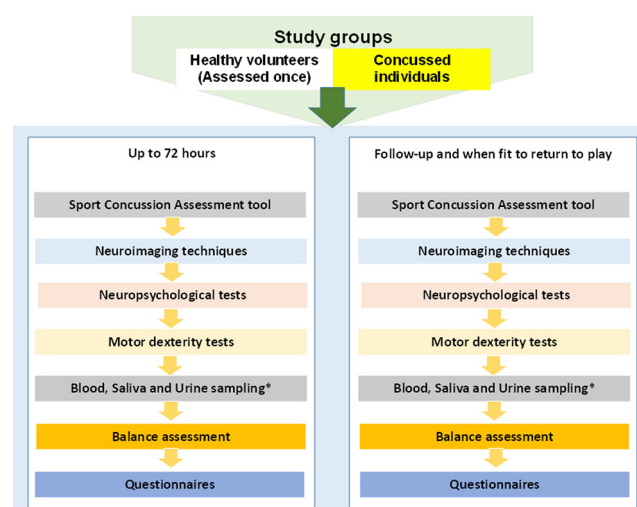 Study groups
Healthy volunteers
(Assessed once)
Concussed
individuals
Up to 72 hours
Sport Concussion Assessment tool
Neuroimaging techniques
Neuropsychological tests
Motor dexterity tests
Blood, Saliva and Urine sampling*
Balance assessment
Questionnaires
Follow-up and when fit to return to play
Sport Concussion Assessment tool
Neuroimaging techniques
Neuropsychological tests
Motor dexterity tests
Blood, Saliva and Urine sampling*
Balance assessment
Questionnaires